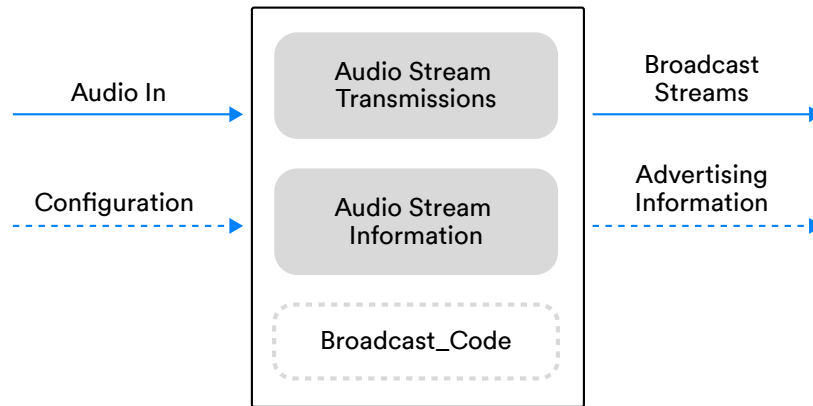 Audio In
Configuration
Audio Stream
Transmissions
Audio Stream
Information
Broadcast_Code
Broadcast
Streams
Advertising
Information